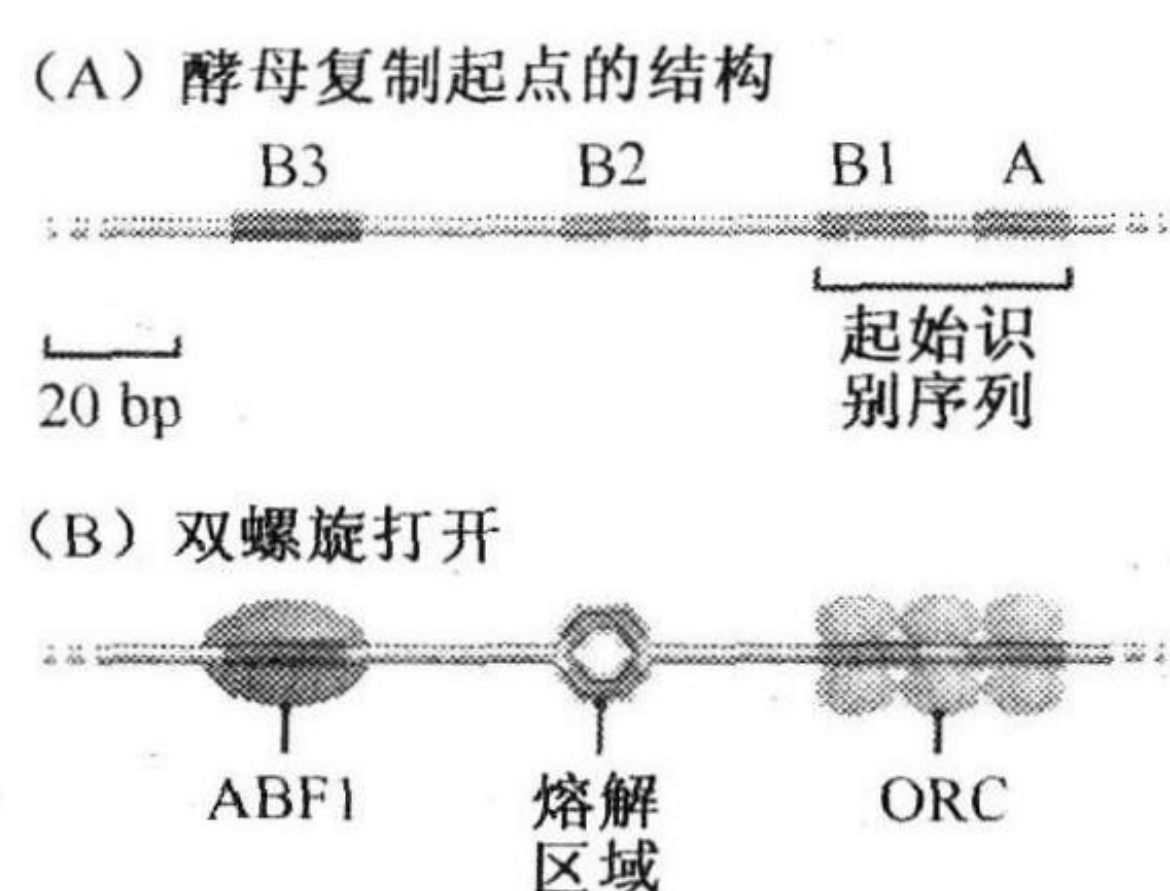 （A）酵母复制起点的结构
B3 B2 B1 A
起始识
别序列
20 bp
（B）双螺旋打开
ABF1 熔解 ORC
区域